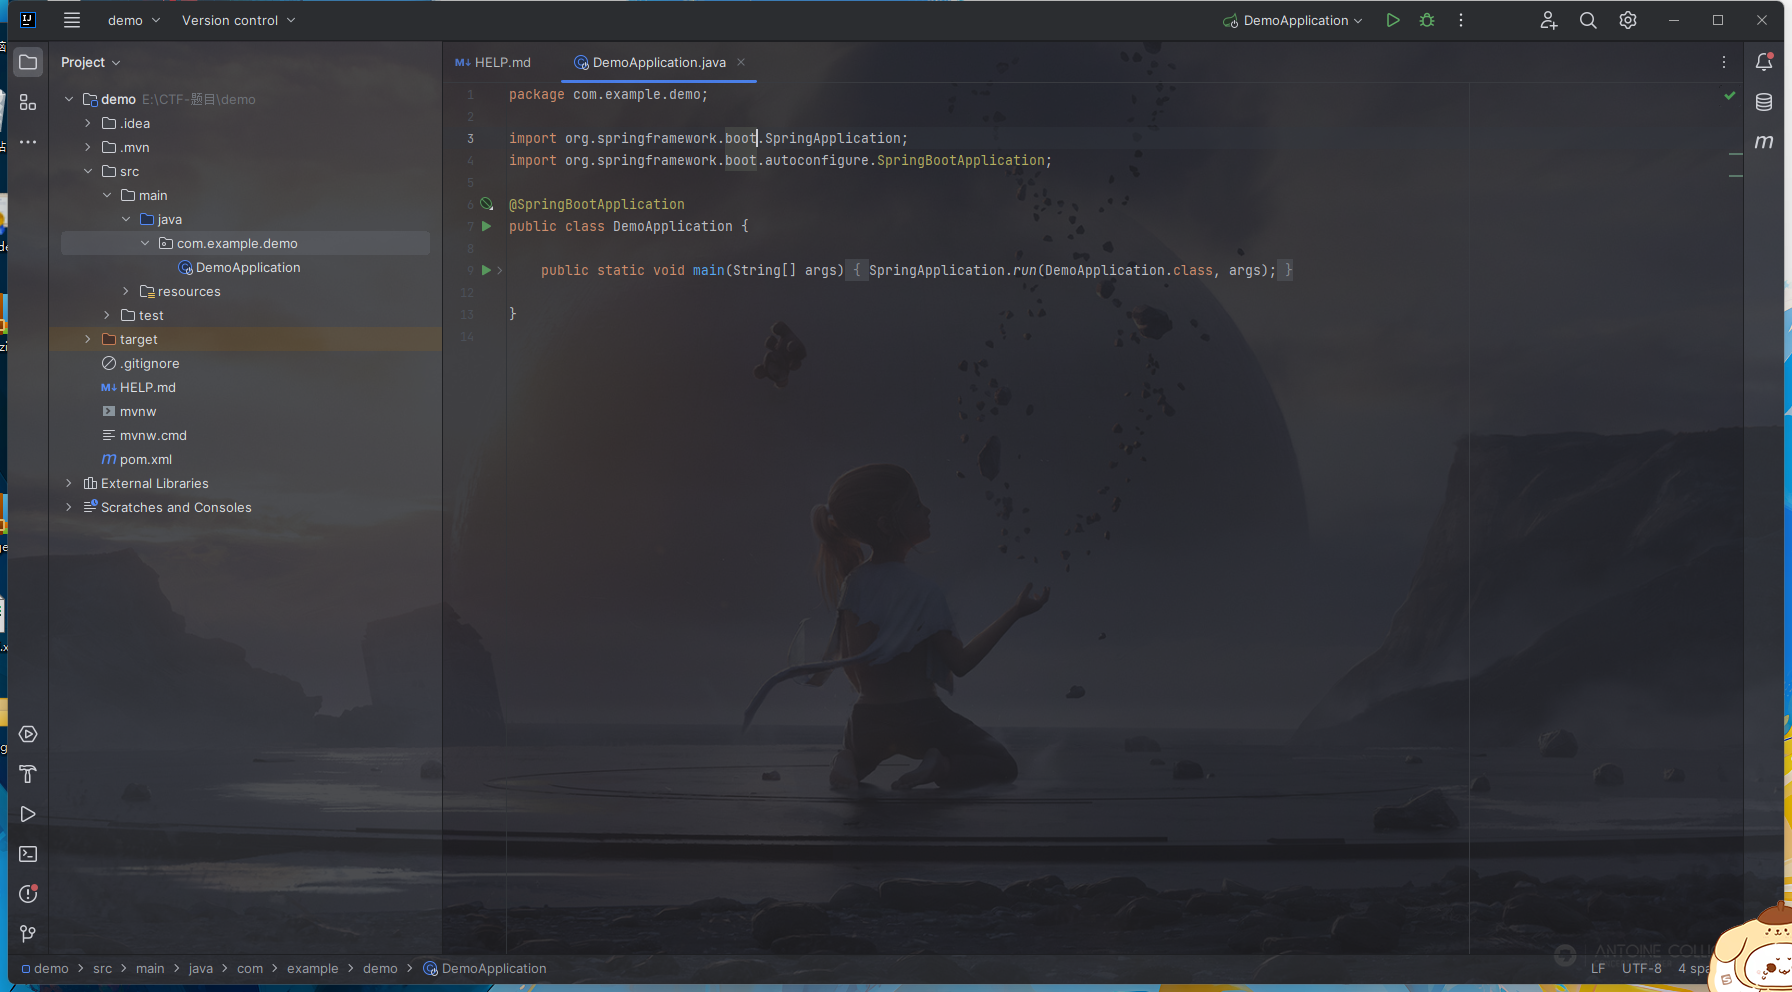 demo
Version control
DemoApplication
Project
HELP.md
DemoApplication.java
demo E:\CTF-题目\demo
.idea
.mvn
src
main
java
com.example.demo
DemoApplication
resources
test
target
.gitignore
HELP.md
mvnw
mvnw.cmd
pom.xml
External Libraries
Scratches and Consoles
1 package com.example.demo;
2
3 import org.springframework.boot.SpringApplication;
4 import org.springframework.boot.autoconfigure.SpringBootApplication;
5
6 @SpringBootApplication
7 public class DemoApplication {
8
9 public static void main(String[] args) { SpringApplication.run(DemoApplication.class, args); }
12
13 }
14
ANTOINE
demo > src > main > java > com > example > demo > DemoApplication
LF UTF-8 4